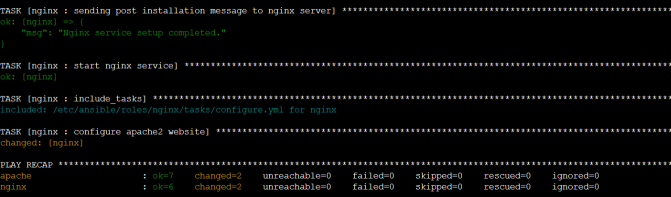 TASK [nginx : sending post installation message to nginx server] ************************************************************
ok: [nginx] => {
    "msg": "Nginx service setup completed."
}
TASK [nginx : start nginx service] ******************************************************************************************
ok: [nginx]
TASK [nginx : include_tasks] ************************************************************************************************
included: /etc/ansible/roles/nginx/tasks/configure.yml for nginx
TASK [nginx : configure apache2 website] ************************************************************************************
changed: [nginx]
PLAY RECAP ******************************************************************************************************************
apache : ok=7 changed=2 unreachable=0 failed=0 skipped=0 rescued=0 ignored=0
nginx : ok=6 changed=2 unreachable=0 failed=0 skipped=0 rescued=0 ignored=0